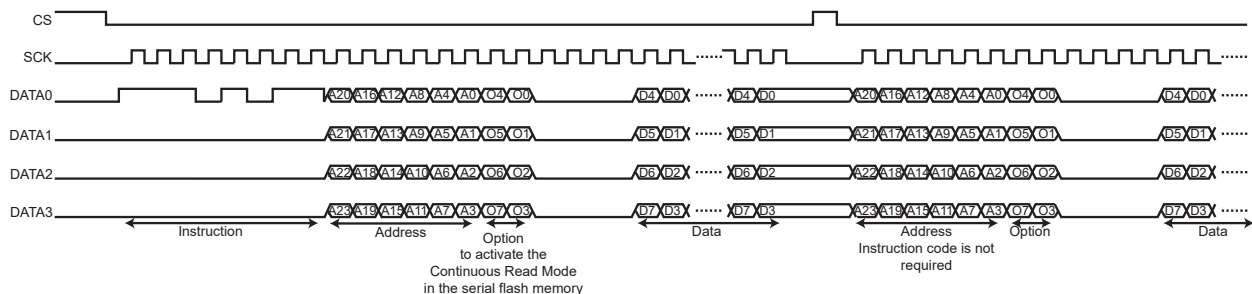 CS
SCK
DATA0 A20 A16 A12 A8 A4 A0 O4 O0 D4 D0 ...... D4 D0 A20 A16 A12 A8 A4 A0 O4 O0 D4 D0 ......
DATA1 A21 A17 A13 A9 A5 A1 O5 O1 D5 D1 ...... D5 D1 A21 A17 A13 A9 A5 A1 O5 O1 D5 D1 ......
DATA2 A22 A18 A14 A10 A6 A2 O6 O2 D6 D2 ...... D6 D2 A22 A18 A14 A10 A6 A2 O6 O2 D6 D2 ......
DATA3 A23 A19 A15 A11 A7 A3 O7 O3 D7 D3 ...... D7 D3 A23 A19 A15 A11 A7 A3 O7 O3 D7 D3 ......
Instruction
Address
Option
to activate the
Continuous Read Mode
in the serial flash memory
Data
Address
Instruction code is not
required
Option
Data